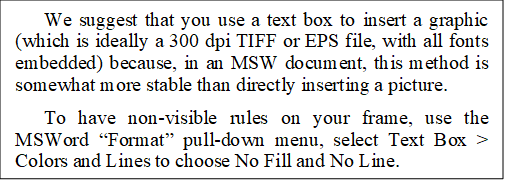 We suggest that you use a text box to insert a graphic
(which is ideally a 300 dpi TIFF or EPS file, with all fonts
embedded) because, in an MSW document, this method is
somewhat more stable than directly inserting a picture.
To have non-visible rules on your frame, use the
MSWord “Format” pull-down menu, select Text Box >
Colors and Lines to choose No Fill and No Line.